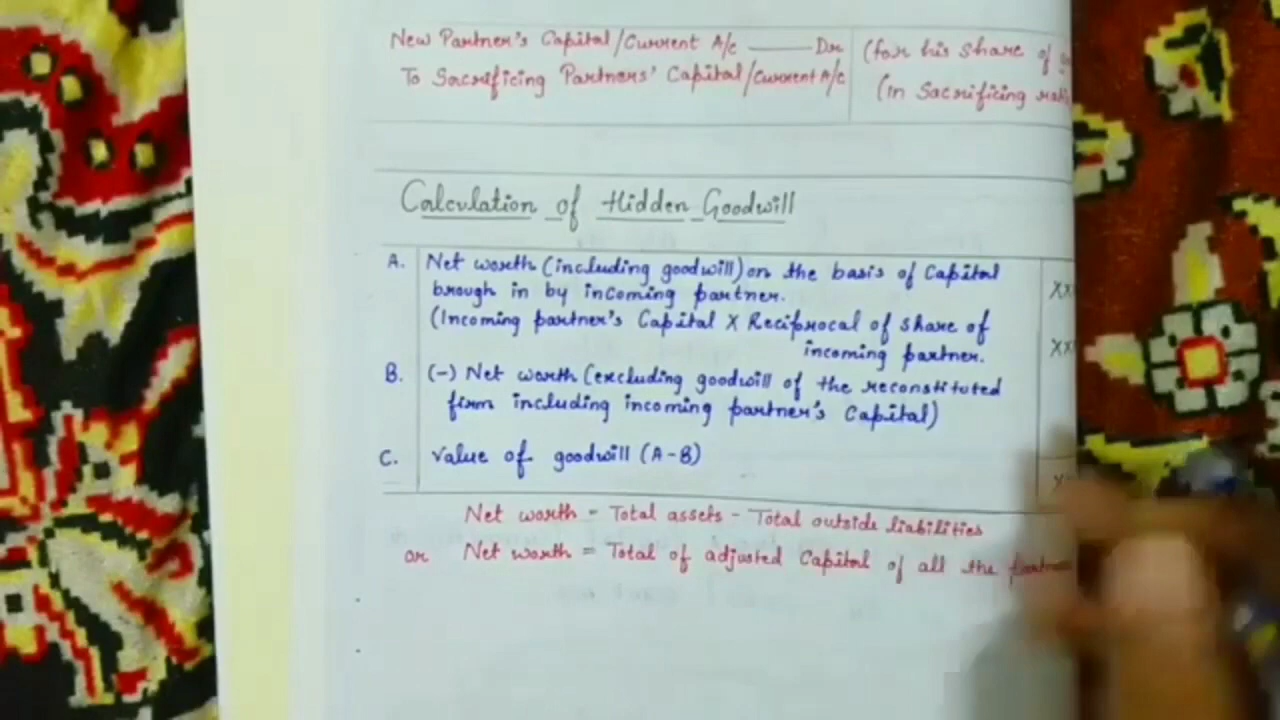 New Partner's Capital/Current A/c ——— Dr (for his share of
To Sacrificing Partners' Capital/Current A/c (in Sacrificing
Calculation of Hidden Goodwill
A. Net worth (including goodwill) on the basis of Capital
brough in by incoming partner. XX
(Incoming partner's Capital X Reciprocal of share of
incoming partner. XX
B. (-) Net worth (excluding goodwill of the reconstituted
firm including incoming partner's Capital)
C. Value of goodwill (A-B)
Net worth = Total assets - Total outside liabilities
or Net worth = Total of adjusted Capital of all the